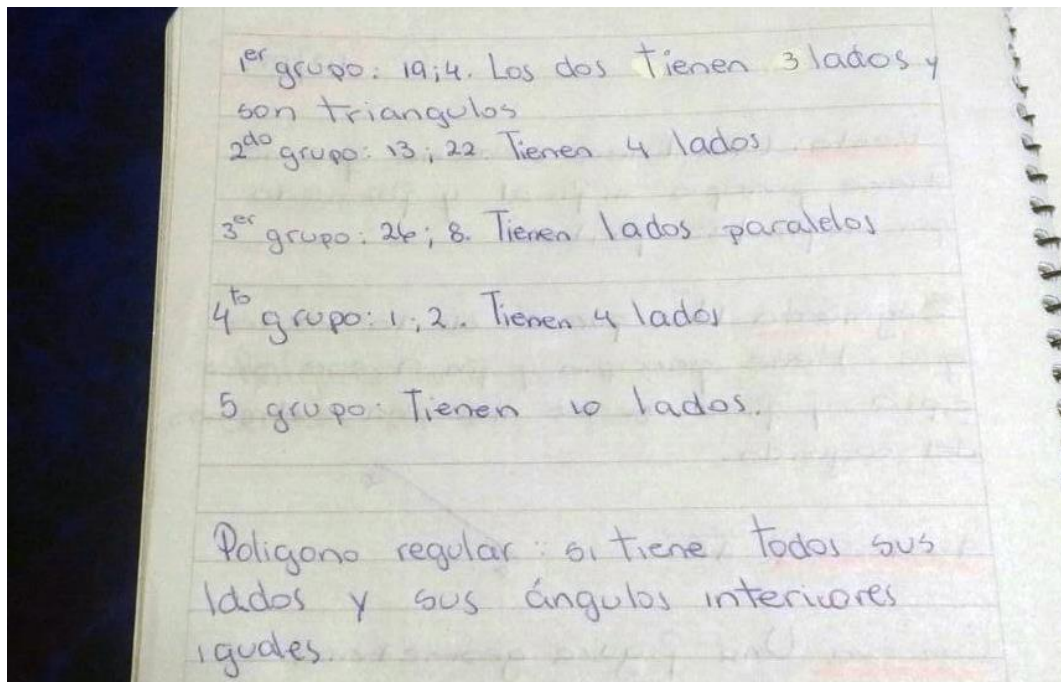 1er grupo: 19;4. Los dos Tienen 3 lados y
son triangulos
2do grupo: 13; 22. Tienen 4 lados
3er grupo: 26; 8. Tienen lados paralelos
4to grupo: 1; 2. Tienen 4 lados
5 grupo: Tienen 10 lados.
Poligono regular: si tiene todos sus
lados y sus ángulos interiores
iguales.